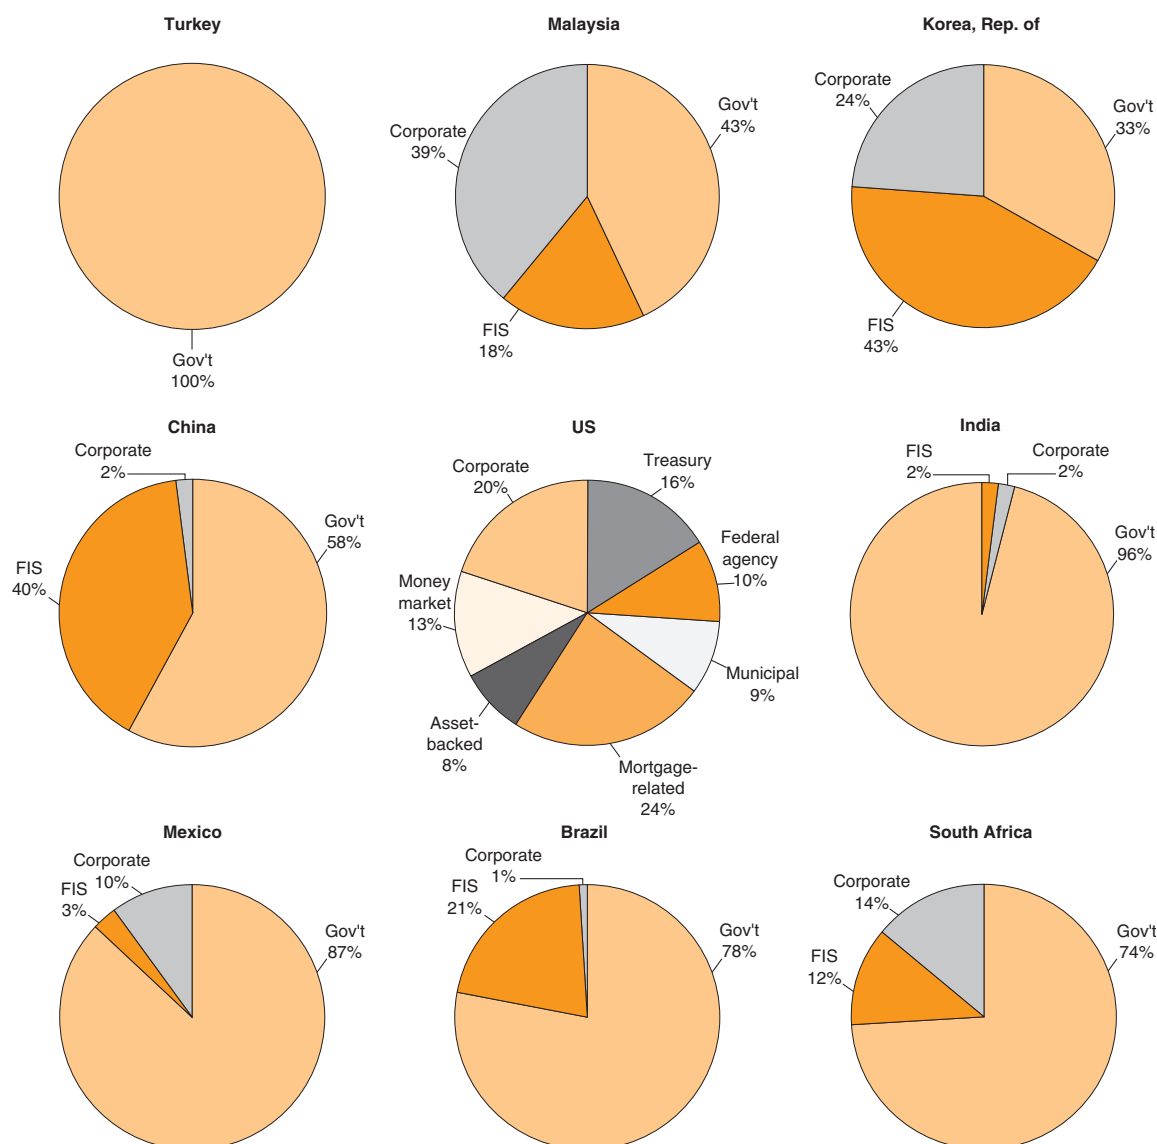 Turkey
Gov't
100%
Malaysia
Gov't
43%
Corporate
39%
FIS
18%
Korea, Rep. of
Corporate
24%
Gov't
33%
FIS
43%
China
Corporate
2%
Gov't
58%
FIS
40%
US
Corporate
20%
Treasury
16%
Federal
agency
10%
Money
market
13%
Municipal
9%
Asset-
backed
8%
Mortgage-
related
24%
India
FIS
2%
Corporate
2%
Gov't
96%
Mexico
Corporate
10%
FIS
3%
Gov't
87%
Brazil
Corporate
1%
FIS
21%
Gov't
78%
South Africa
Corporate
14%
Gov't
74%
FIS
12%